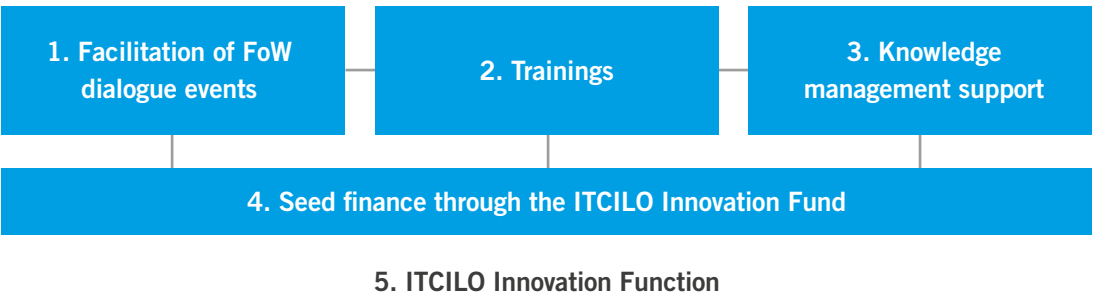 1. Facilitation of FoW
dialogue events
2. Trainings
3. Knowledge
management support
4. Seed finance through the ITCILO Innovation Fund
5. ITCILO Innovation Function